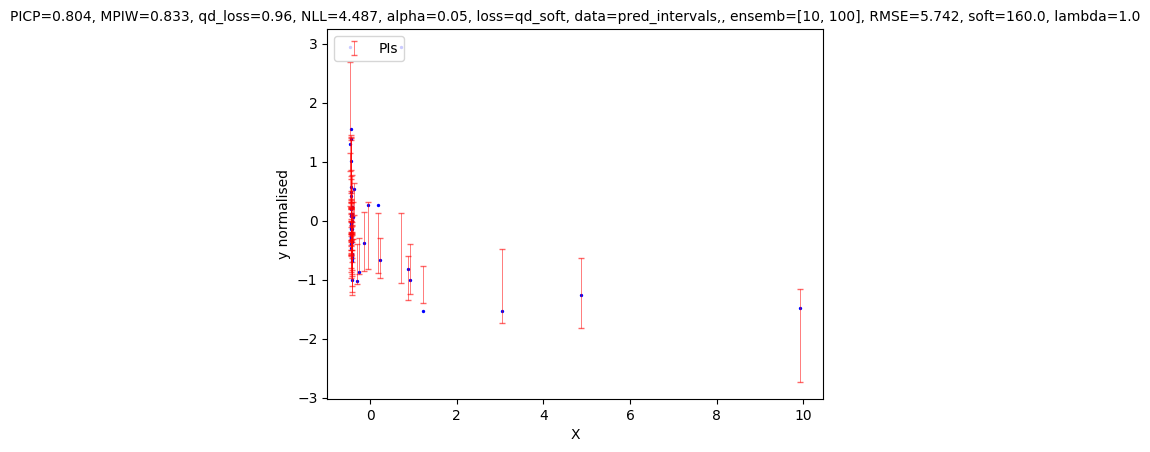 PICP=0.804, MPIW=0.833, qd_loss=0.96, NLL=4.487, alpha=0.05, loss=qd_soft, data=pred_intervals,, ensemb=[10, 100], RMSE=5.742, soft=160.0, lambda=1.0
PIs
3
2
1
0
−1
−2
−3
y normalised
0 2 4 6 8 10
X